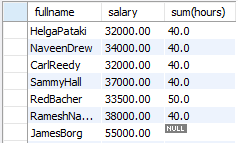 fullname salary sum(hours)
HelgaPataki 32000.00 40.0
NaveenDrew 34000.00 40.0
CarlReedy 32000.00 40.0
SammyHall 37000.00 40.0
RedBacher 33500.00 50.0
RameshNa... 38000.00 40.0
JamesBorg 55000.00 NULL